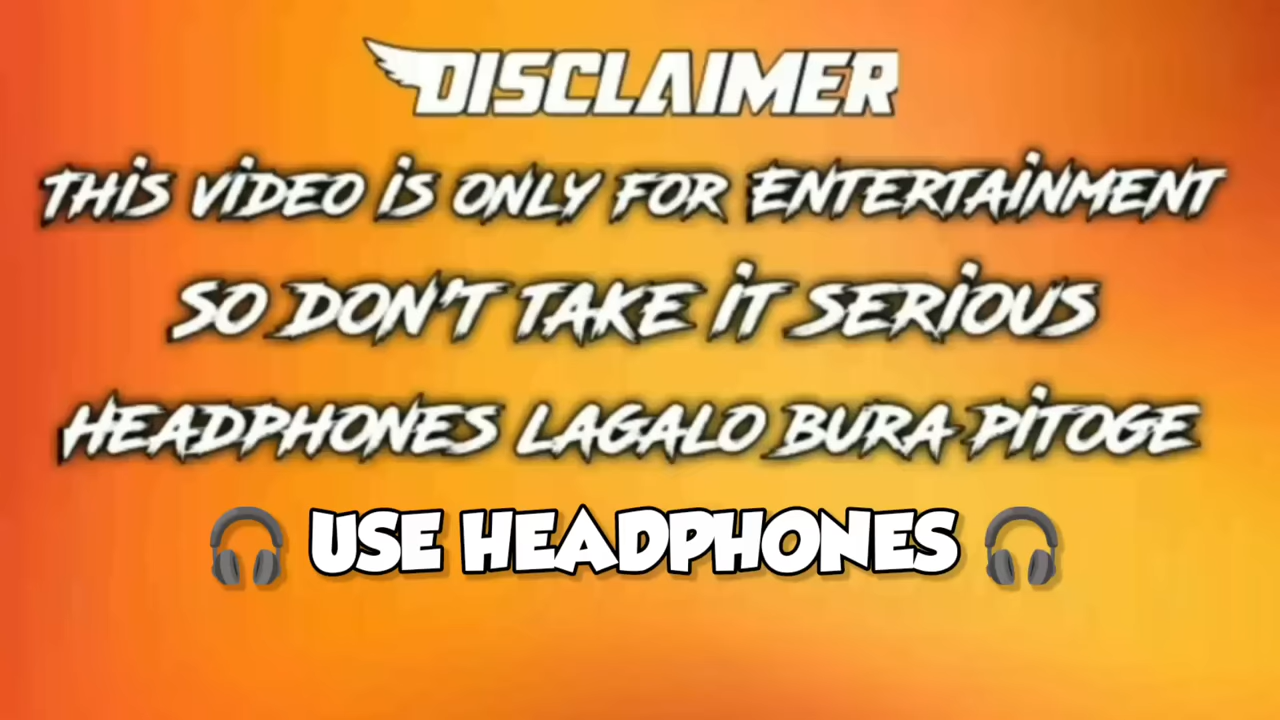 DISCLAIMER
THIS VIDEO IS ONLY FOR ENTERTAINMENT
SO DON'T TAKE IT SERIOUS
HEADPHONES LAGALO BURA PITOGE
🎧 USE HEADPHONES 🎧